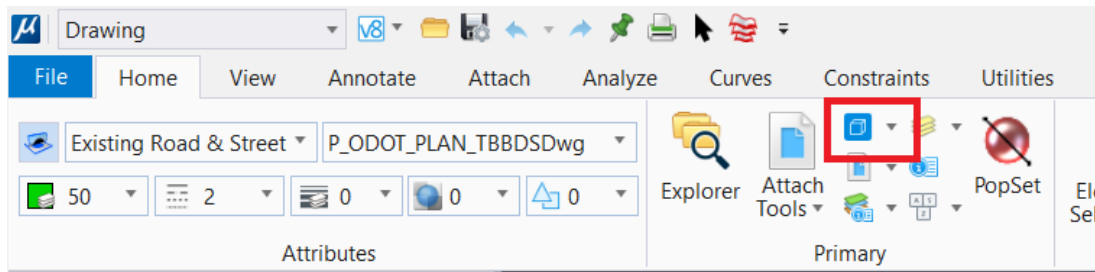 Drawing V8
File Home View Annotate Attach Analyze Curves Constraints Utilities
Existing Road & Street P_ODOT_PLAN_TBBDSDwg
50 2 0 0 0
Explorer Attach Tools PopSet
Attributes Primary